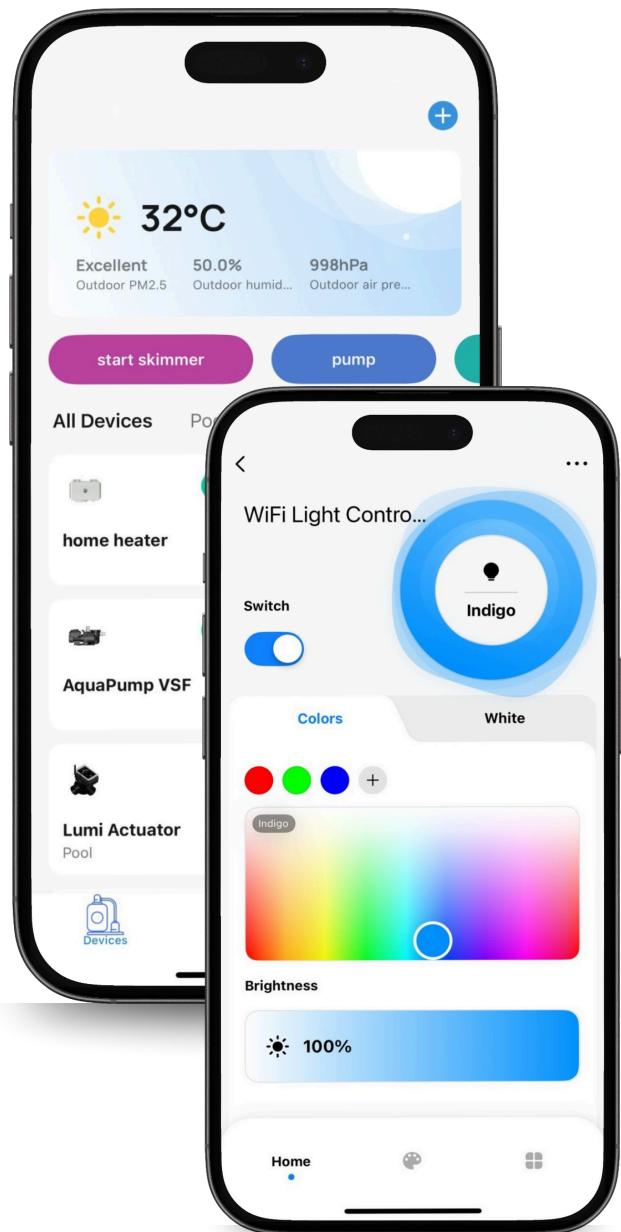 32°C
Excellent 50.0% 998hPa
Outdoor PM2.5 Outdoor humid... Outdoor air pre...
start skimmer pump
All Devices
home heater
AquaPump VSF
Lumi Actuator
Pool
Devices
WiFi Light Contro...
Indigo
Switch
Colors White
Indigo
Brightness
100%
Home